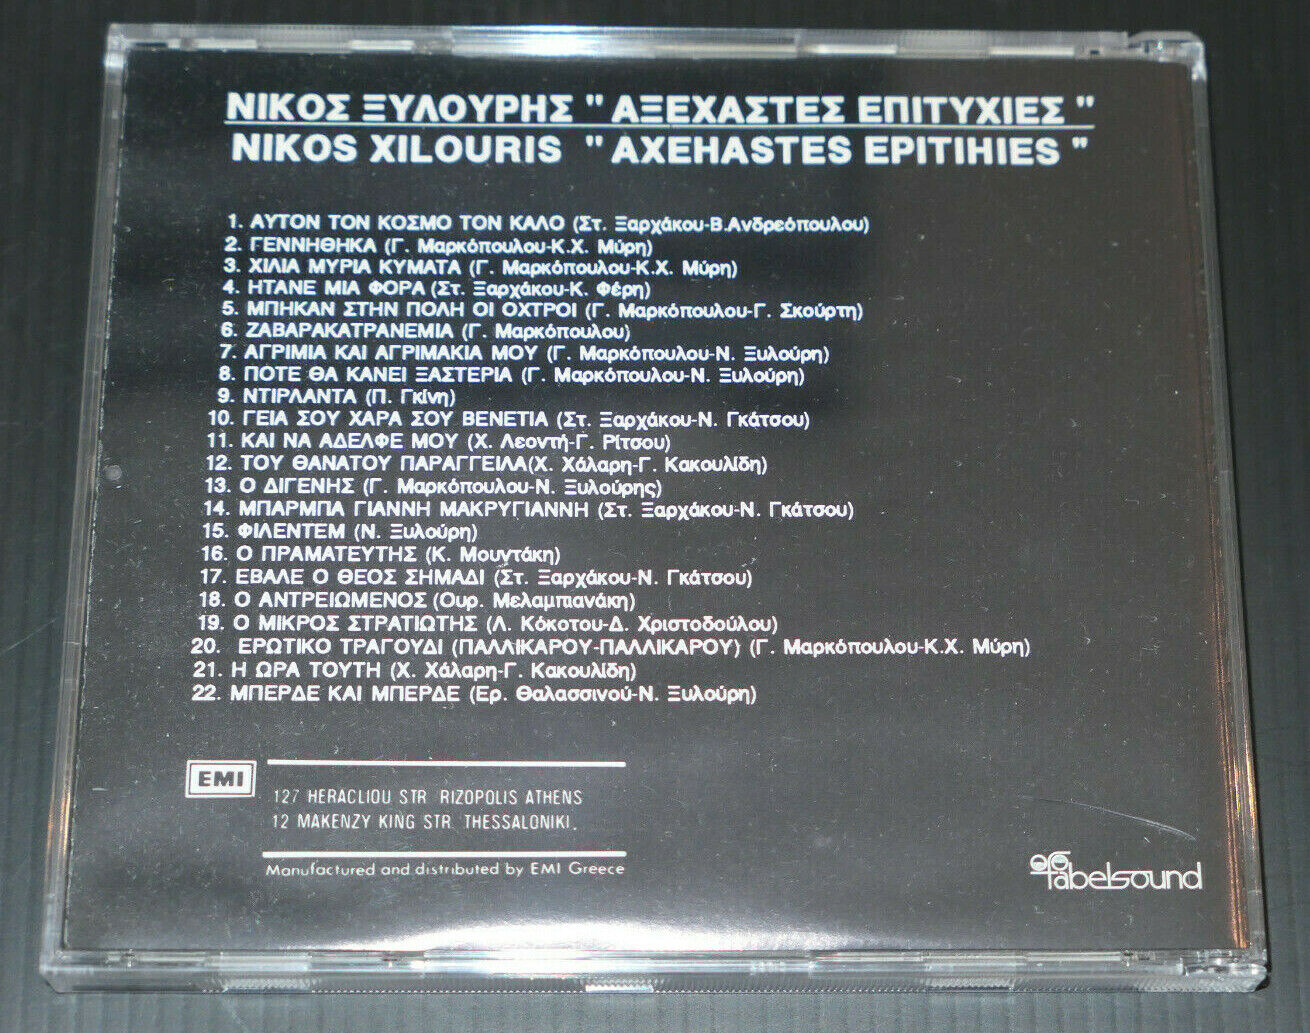 ΝΙΚΟΣ ΞΥΛΟΥΡΗΣ " ΑΞΕΧΑΣΤΕΣ ΕΠΙΤΥΧΙΕΣ "
NIKOS XILOURIS " AXEHASTES EPITIHIES "
1. ΑΥΤΟΝ ΤΟΝ ΚΟΣΜΟ ΤΟΝ ΚΑΛΟ (Στ. Ξαρχάκου-Β.Ανδρεόπουλου)
2. ΓΕΝΝΗΘΗΚΑ (Γ. Μαρκόπουλου-Κ.Χ. Μύρη)
3. ΧΙΛΙΑ ΜΥΡΙΑ ΚΥΜΑΤΑ (Γ. Μαρκόπουλου-Κ.Χ. Μύρη)
4. ΗΤΑΝΕ ΜΙΑ ΦΟΡΑ (Στ. Ξαρχάκου-Κ. Φέρη)
5. ΜΠΗΚΑΝ ΣΤΗΝ ΠΟΛΗ ΟΙ ΟΧΤΡΟΙ (Γ. Μαρκόπουλου-Γ. Σκούρτη)
6. ΖΑΒΑΡΑΚΑΤΡΑΝΕΜΙΑ (Γ. Μαρκόπουλου)
7. ΑΓΡΙΜΙΑ ΚΑΙ ΑΓΡΙΜΑΚΙΑ ΜΟΥ (Γ. Μαρκόπουλου-Ν. Ξυλούρη)
8. ΠΟΤΕ ΘΑ ΚΑΝΕΙ ΞΑΣΤΕΡΙΑ (Γ. Μαρκόπουλου-Ν. Ξυλούρη)
9. ΝΤΙΡΛΑΝΤΑ (Π. Γκίνη)
10. ΓΕΙΑ ΣΟΥ ΧΑΡΑ ΣΟΥ ΒΕΝΕΤΙΑ (Στ. Ξαρχάκου-Ν. Γκάτσου)
11. ΚΑΙ ΝΑ ΑΔΕΛΦΕ ΜΟΥ (Χ. Λεοντή-Γ. Ρίτσου)
12. ΤΟΥ ΘΑΝΑΤΟΥ ΠΑΡΑΓΓΕΙΛΑ(Χ. Χάλαρη-Γ. Κακουλίδη)
13. Ο ΔΙΓΕΝΗΣ (Γ. Μαρκόπουλου-Ν. Ξυλούρης)
14. ΜΠΑΡΜΠΑ ΓΙΑΝΝΗ ΜΑΚΡΥΓΙΑΝΝΗ (Στ. Ξαρχάκου-Ν. Γκάτσου)
15. ΦΙΛΕΝΤΕΜ (Ν. Ξυλούρη)
16. Ο ΠΡΑΜΑΤΕΥΤΗΣ (Κ. Μουντάκη)
17. ΕΒΑΛΕ Ο ΘΕΟΣ ΣΗΜΑΔΙ (Στ. Ξαρχάκου-Ν. Γκάτσου)
18. Ο ΑΝΤΡΕΙΩΜΕΝΟΣ (Ουρ. Μελαμπιανάκη)
19. Ο ΜΙΚΡΟΣ ΣΤΡΑΤΙΩΤΗΣ (Λ. Κόκοτου-Δ. Χριστοδούλου)
20. ΕΡΩΤΙΚΟ ΤΡΑΓΟΥΔΙ (ΠΑΛΛΙΚΑΡΟΥ-ΠΑΛΛΙΚΑΡΟΥ) (Γ. Μαρκόπουλου-Κ.Χ. Μύρη)
21. Η ΩΡΑ ΤΟΥΤΗ (Χ. Χάλαρη-Γ. Κακουλίδη)
22. ΜΠΕΡΔΕ ΚΑΙ ΜΠΕΡΔΕ (Ερ. Θαλασσινού-Ν. Ξυλούρη)
EMI
127 HERACLIOU STR. RIZOPOLIS ATHENS
12 MAKENZY KING STR. THESSALONIKI.
Manufactured and distributed by EMI Greece
fabelsound